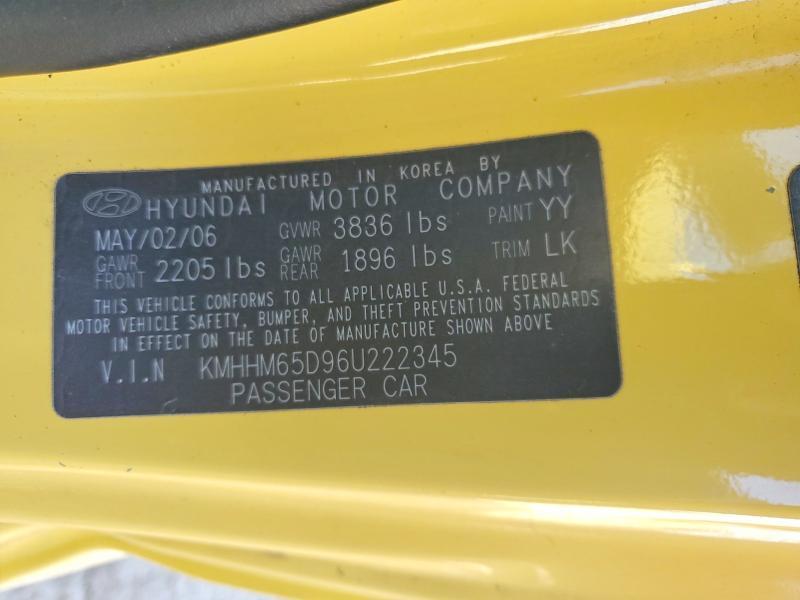 MANUFACTURED IN KOREA BY
HYUNDAI MOTOR COMPANY
MAY/02/06 GVWR 3836 lbs PAINT YY
GAWR FRONT 2205 lbs GAWR REAR 1896 lbs TRIM LK
THIS VEHICLE CONFORMS TO ALL APPLICABLE U.S.A. FEDERAL
MOTOR VEHICLE SAFETY, BUMPER, AND THEFT PREVENTION STANDARDS
IN EFFECT ON THE DATE OF MANUFACTURE SHOWN ABOVE
V.I.N KMHHM65D96U222345
PASSENGER CAR